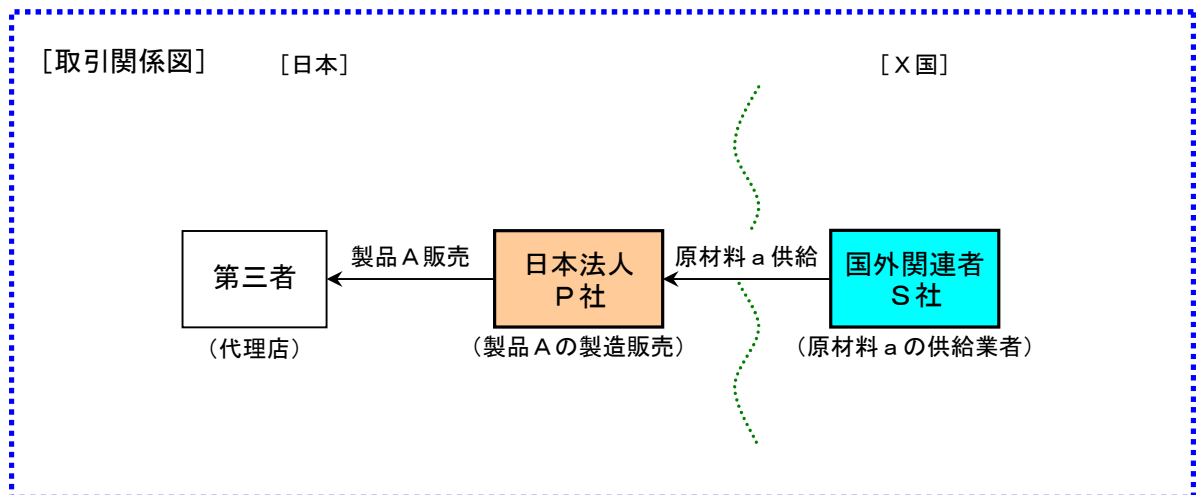 ［取引関係図］
［日本］
［Ｘ国］
製品Ａ販売
原材料ａ供給
第三者
日本法人
Ｐ社
国外関連者
Ｓ社
（代理店）
（製品Ａの製造販売）
（原材料ａの供給業者）